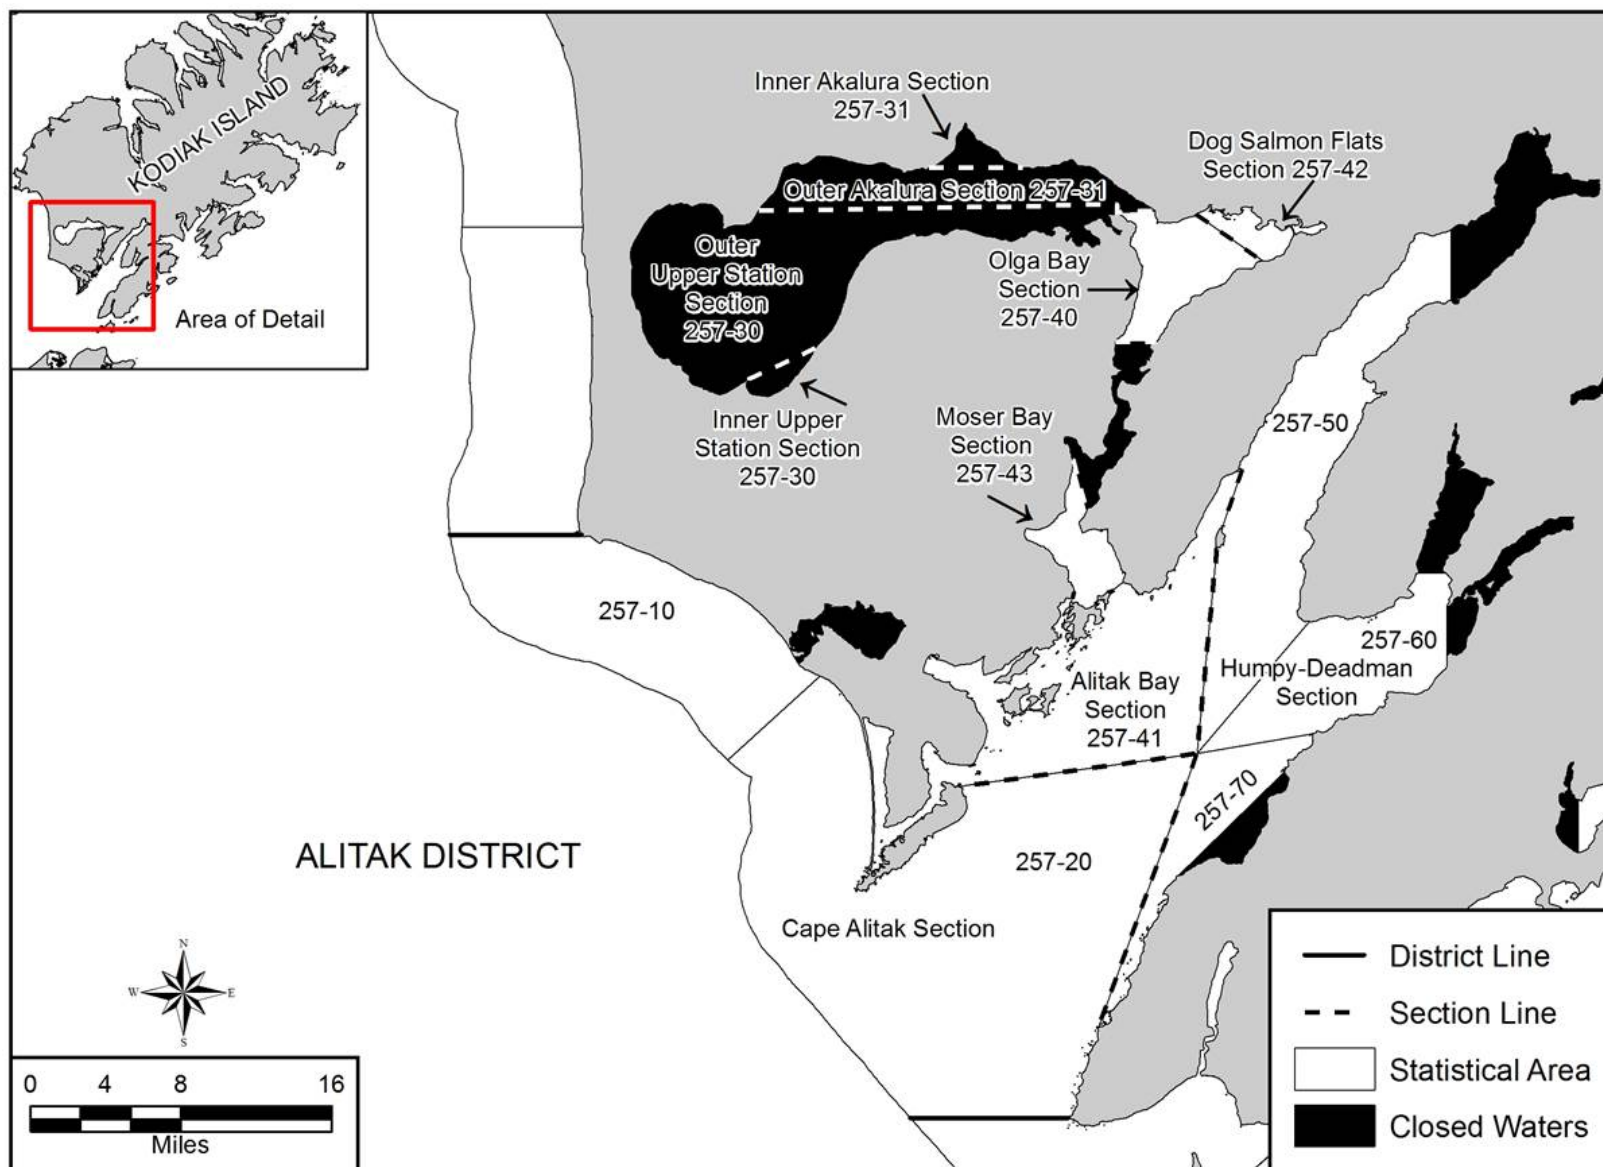 KODIAK ISLAND
Area of Detail
Inner Akalura Section
257-31
Dog Salmon Flats
Section 257-42
Outer Akalura Section 257-31
Outer
Upper Station
Section
257-30
Olga Bay
Section
257-40
Inner Upper
Station Section
257-30
Moser Bay
Section
257-43
257-50
257-10
257-60
Humpy-Deadman
Section
Alitak Bay
Section
257-41
257-70
257-20
ALITAK DISTRICT
Cape Alitak Section
N
W
E
S
0 4 8 16
Miles
District Line
Section Line
Statistical Area
Closed Waters